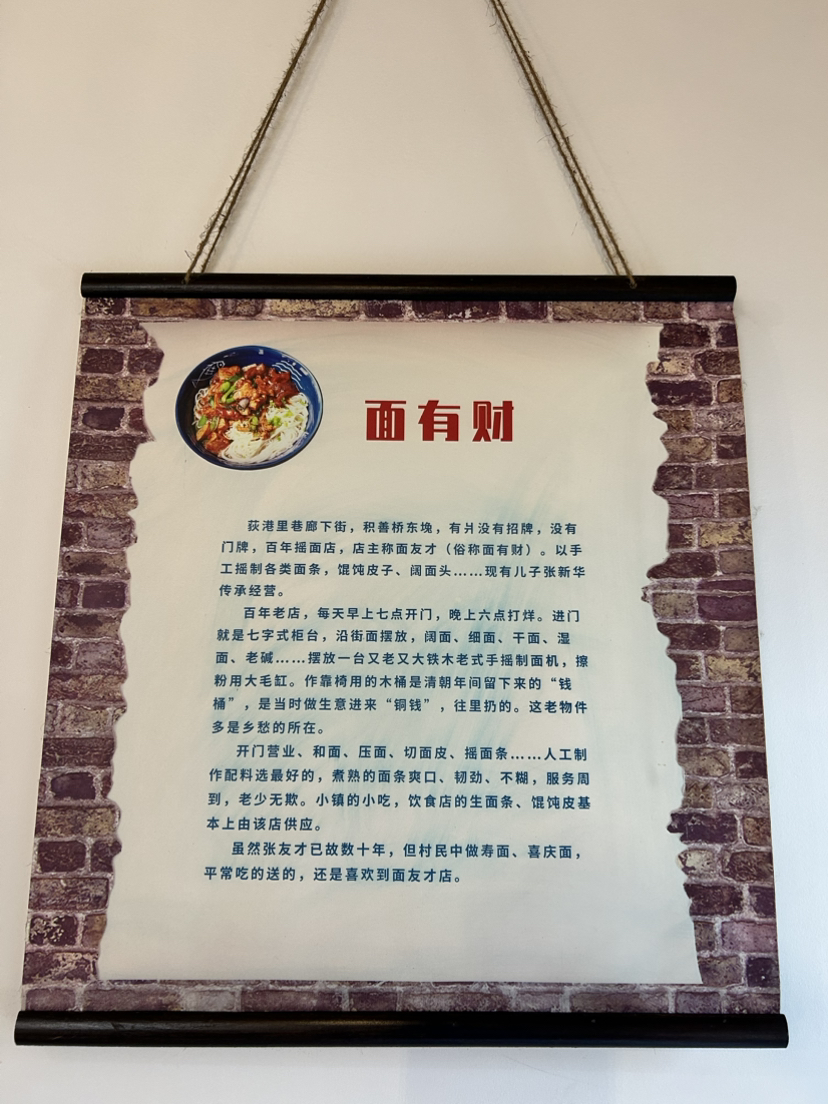 面有财
荻港里巷廊下街，积善桥东堍，有爿没有招牌，没有
门牌，百年摇面店，店主称面友才（俗称面有财）。以手
工摇制各类面条，馄饨皮子、阔面头……现有儿子张新华
传承经营。
百年老店，每天早上七点开门，晚上六点打烊。进门
就是七字式柜台，沿街面摆放，阔面、细面、干面、湿
面、老碱……摆放一台又老又大铁木老式手摇制面机，擦
粉用大毛缸。作靠椅用的木桶是清朝年间留下来的“钱
桶”，是当时做生意进来“铜钱”，往里扔的。这老物件
多是乡愁的所在。
开门营业、和面、压面、切面皮、摇面条……人工制
作配料选最好的，煮熟的面条爽口、韧劲、不糊，服务周
到，老少无欺。小镇的小吃，饮食店的生面条、馄饨皮基
本上由该店供应。
虽然张友才已故数十年，但村民中做寿面、喜庆面，
平常吃的送的，还是喜欢到面友才店。